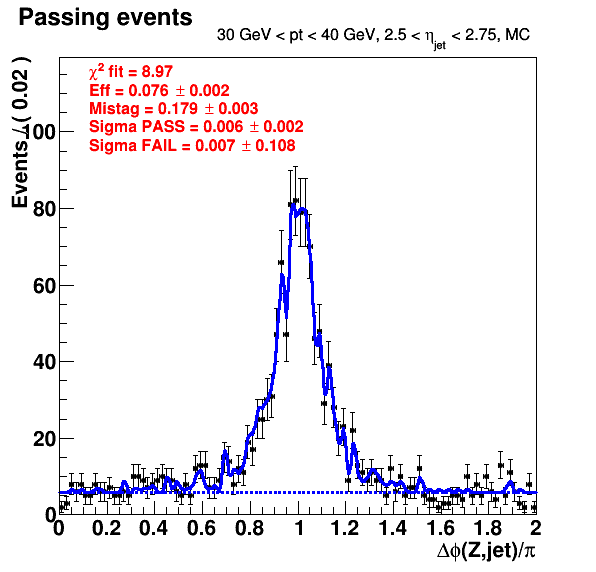 Passing events
30 GeV < pt < 40 GeV, 2.5 < η_jet < 2.75, MC
χ² fit = 8.97
Eff = 0.076 ± 0.002
Mistag = 0.179 ± 0.003
Sigma PASS = 0.006 ± 0.002
Sigma FAIL = 0.007 ± 0.108
Events / ( 0.02 )
100
80
60
40
20
0
0 0.2 0.4 0.6 0.8 1 1.2 1.4 1.6 1.8 2
Δφ(Z,jet)/π